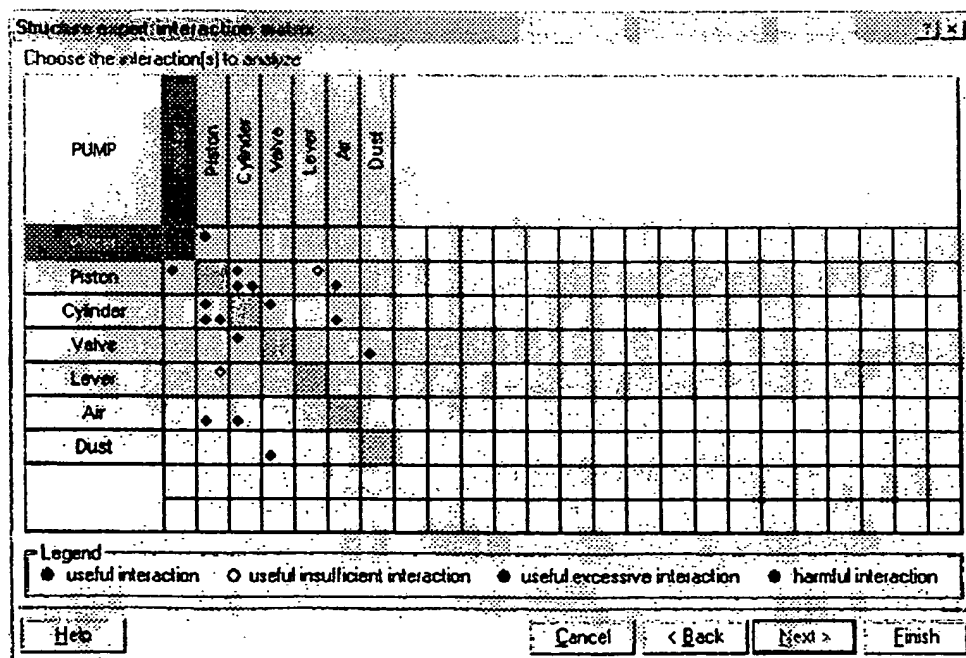 Structure expert: interaction matrix
Choose the interaction(s) to analyze
PUMP
Piston
Cylinder
Valve
Lever
Air
Dust
Piston
Cylinder
Valve
Lever
Air
Dust
Legend
useful interaction useful insufficient interaction useful excessive interaction harmful interaction
Help Cancel < Back Next > Finish